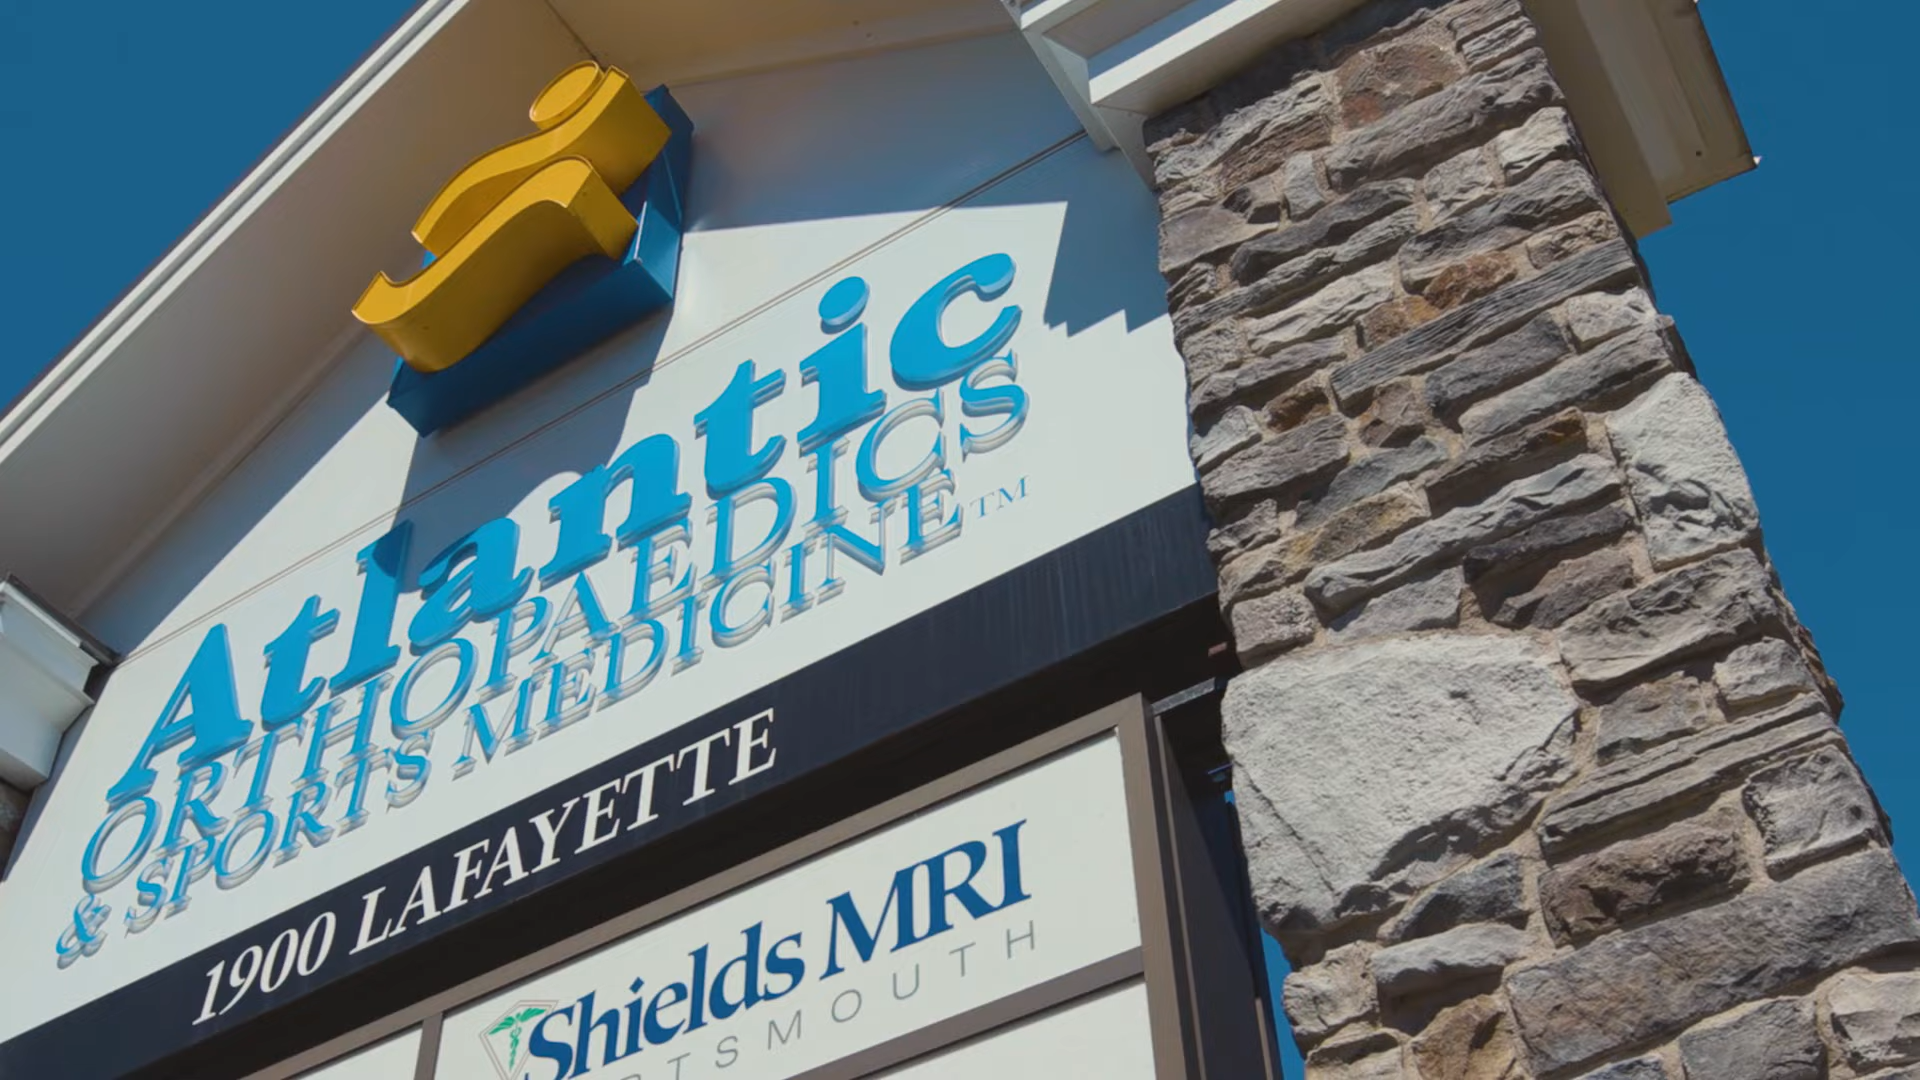 Atlantic
ORTHOPAEDICS
& SPORTS MEDICINE™
1900 LAFAYETTE
Shields MRI